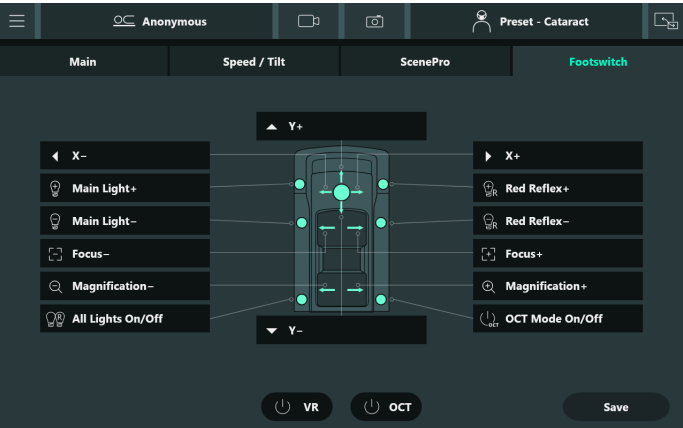 Anonymous
Preset - Cataract
Main
Speed / Tilt
ScenePro
Footswitch
Y+
X−
X+
Main Light+
R
Red Reflex+
Main Light−
R
Red Reflex−
Focus−
Focus+
Magnification−
Magnification+
R
All Lights On/Off
OCT
OCT Mode On/Off
Y−
VR
OCT
Save